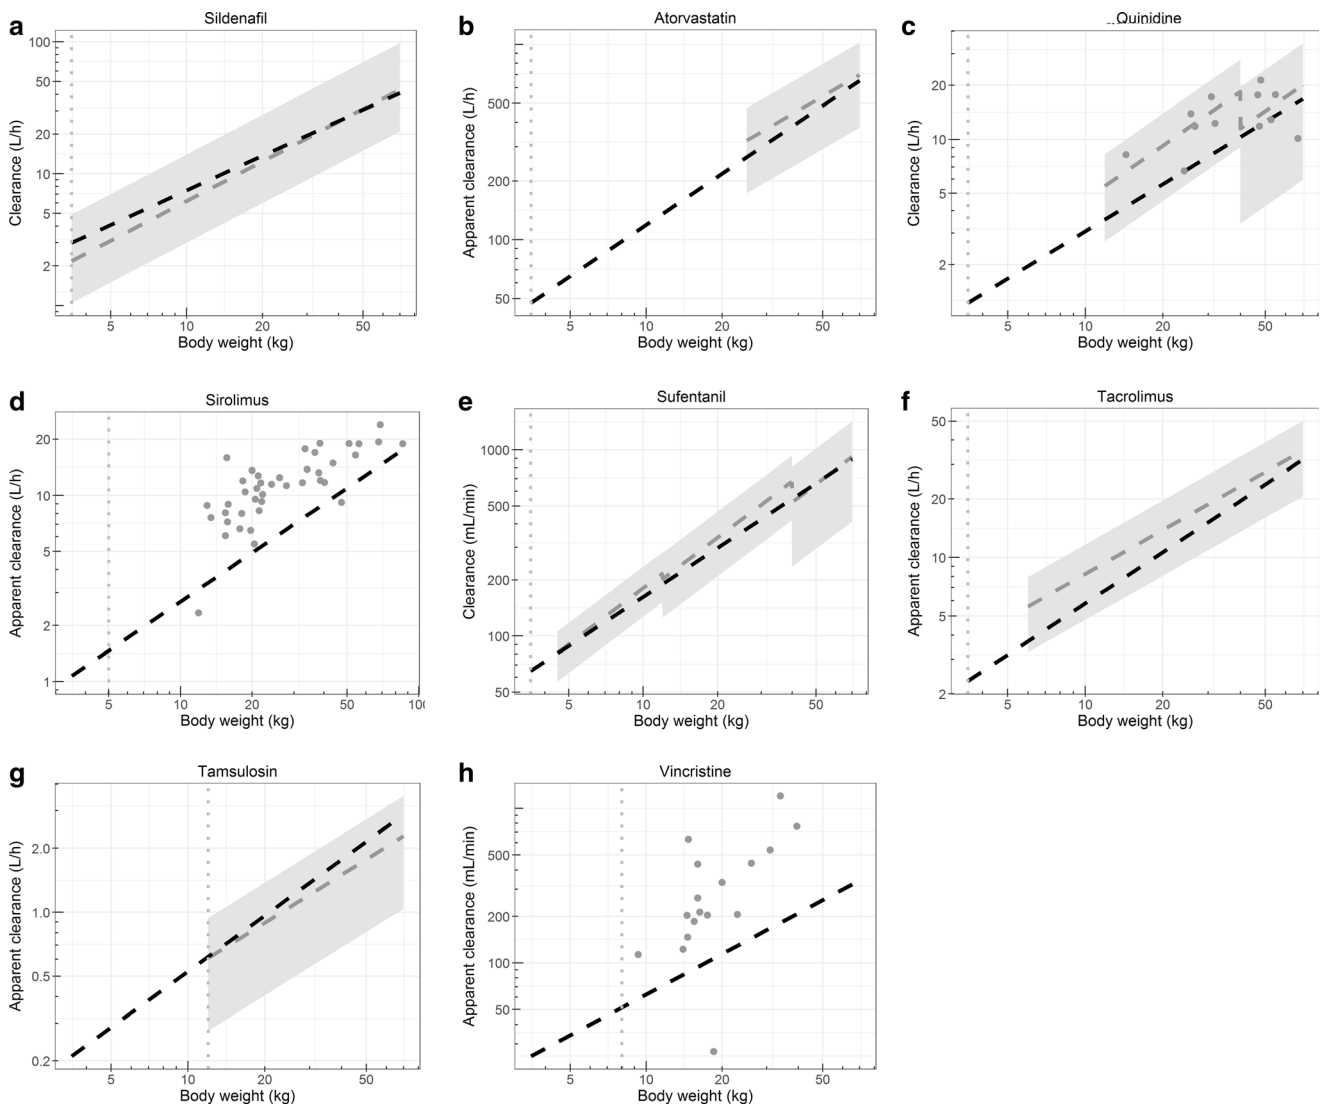 a
Sildenafil
Clearance (L/h)
100
50
20
10
5
2
5
10
20
50
Body weight (kg)
b
Atorvastatin
Apparent clearance (L/h)
500
200
100
50
5
10
20
50
Body weight (kg)
c
Quinidine
Clearance (L/h)
20
10
5
2
5
10
20
50
Body weight (kg)
d
Sirolimus
Apparent clearance (L/h)
20
10
5
2
1
5
10
20
50
Body weight (kg)
e
Sufentanil
Clearance (mL/min)
1000
500
200
100
50
5
10
20
50
Body weight (kg)
f
Tacrolimus
Apparent clearance (L/h)
50
20
10
5
2
5
10
20
50
Body weight (kg)
g
Tamsulosin
Apparent clearance (L/h)
2.0
1.0
0.5
0.2
5
10
20
50
Body weight (kg)
h
Vincristine
Apparent clearance (mL/min)
500
200
100
50
5
10
20
50
Body weight (kg)